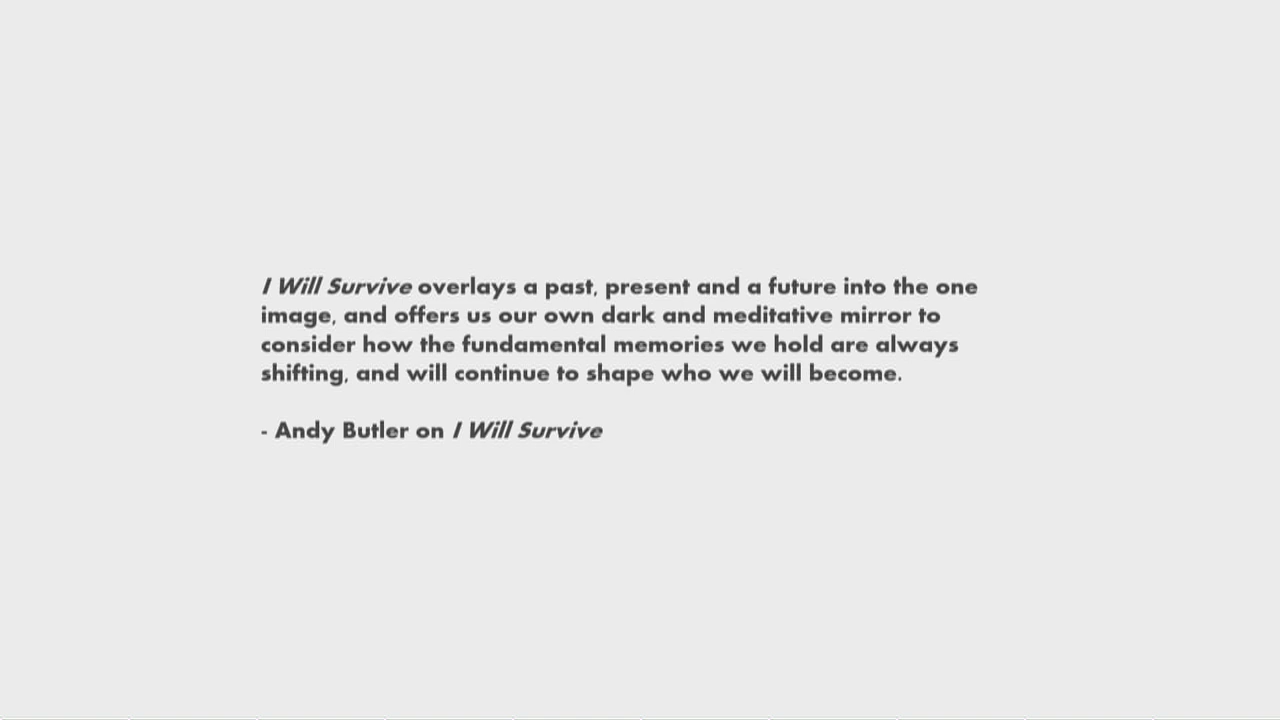 I Will Survive overlays a past, present and a future into the one
image, and offers us our own dark and meditative mirror to
consider how the fundamental memories we hold are always
shifting, and will continue to shape who we will become.
- Andy Butler on I Will Survive